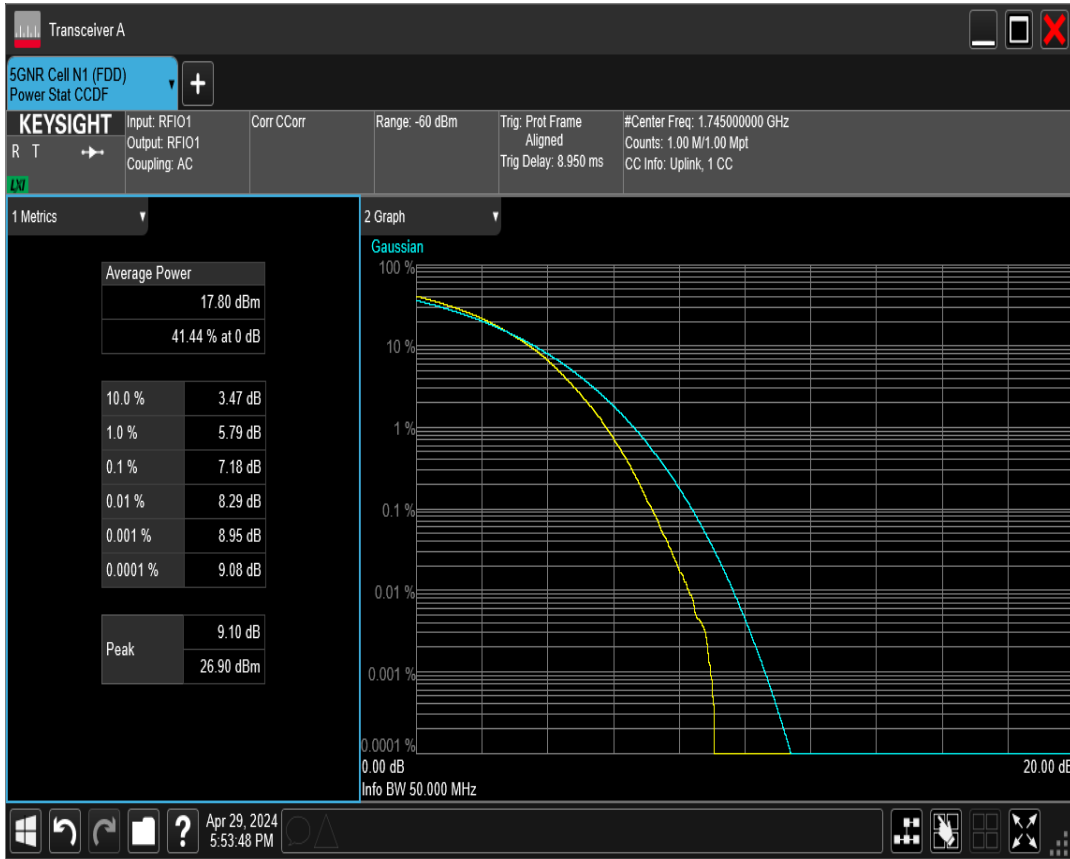 Transceiver A
5GNR Cell N1 (FDD)
Power Stat CCDF
+
KEYSIGHT
R T
LXI
Input: RFIO1
Output: RFIO1
Coupling: AC
Corr CCorr
Range: -60 dBm
Trig: Prot Frame
Aligned
Trig Delay: 8.950 ms
#Center Freq: 1.745000000 GHz
Counts: 1.00 M/1.00 Mpt
CC Info: Uplink, 1 CC
1 Metrics
Average Power
17.80 dBm
41.44 % at 0 dB
10.0 % 3.47 dB
1.0 % 5.79 dB
0.1 % 7.18 dB
0.01 % 8.29 dB
0.001 % 8.95 dB
0.0001 % 9.08 dB
Peak 9.10 dB
26.90 dBm
2 Graph
Gaussian
100 %
10 %
1 %
0.1 %
0.01 %
0.001 %
0.0001 %
0.00 dB 20.00 dB
Info BW 50.000 MHz
?
Apr 29, 2024
5:53:48 PM